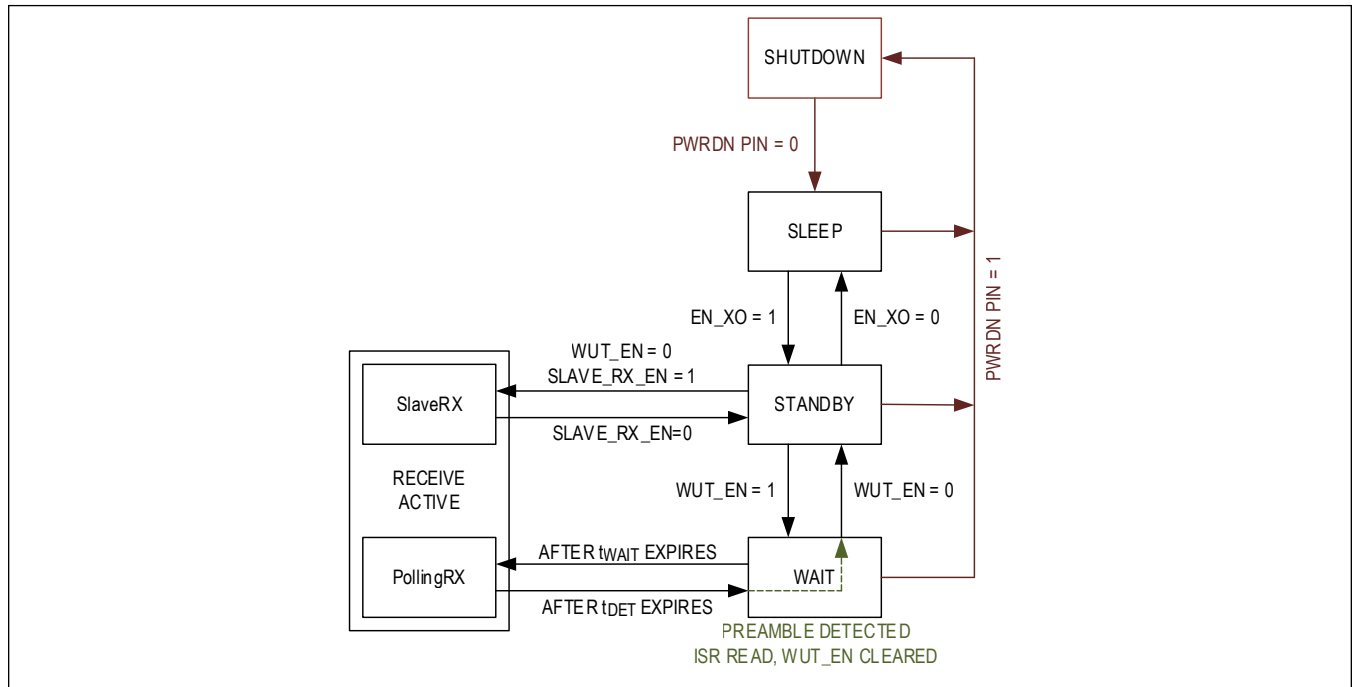 SHUTDOWN
PWRDN PIN = 0
SLEEP
PWRDN PIN = 1
EN_XO = 1
EN_XO = 0
WUT_EN = 0
SLAVE_RX_EN = 1
SlaveRX
STANDBY
SLAVE_RX_EN=0
RECEIVE
ACTIVE
WUT_EN = 1
WUT_EN = 0
AFTER tWAIT EXPIRES
PollingRX
WAIT
AFTER tDET EXPIRES
PREAMBLE DETECTED
ISR READ, WUT_EN CLEARED